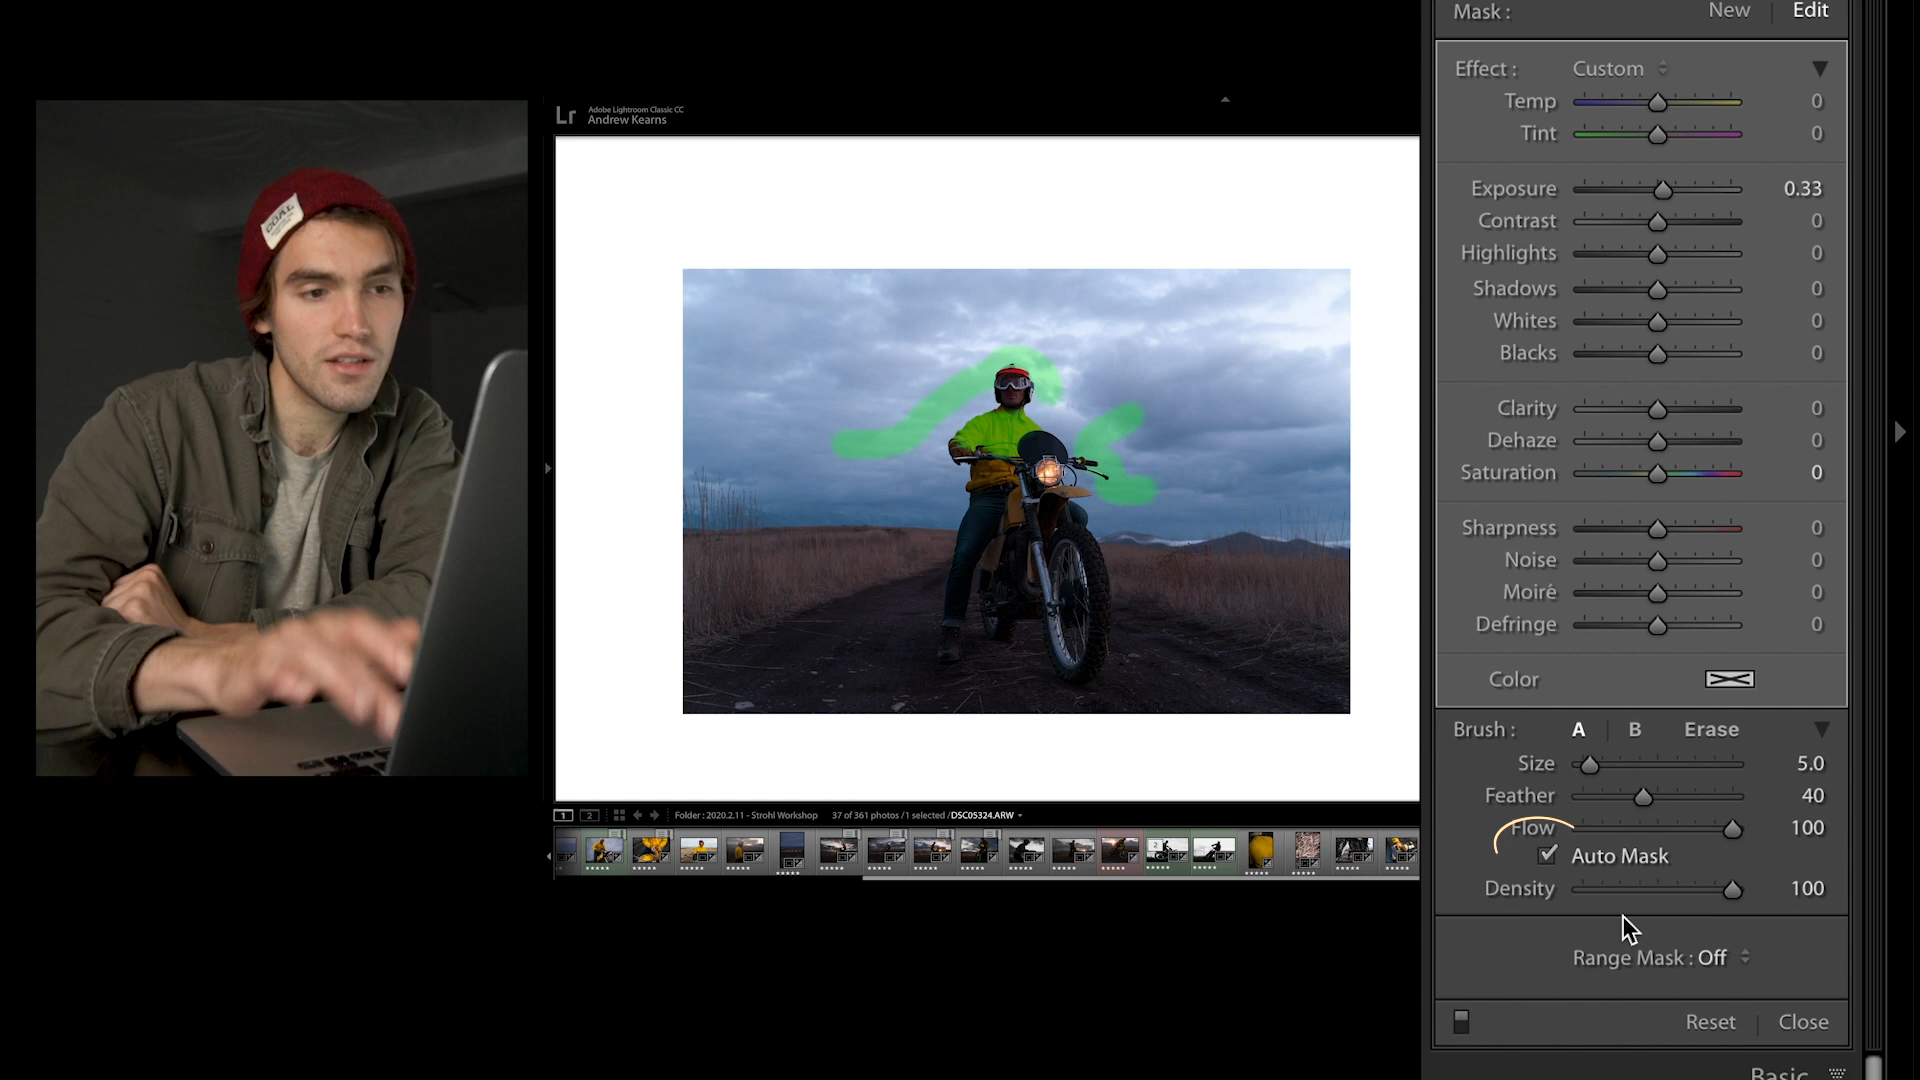 COAL
Lr
Adobe Lightroom Classic CC
Andrew Kearns
Mask : New | Edit
Effect : Custom
Temp 0
Tint 0
Exposure 0.33
Contrast 0
Highlights 0
Shadows 0
Whites 0
Blacks 0
Clarity 0
Dehaze 0
Saturation 0
Sharpness 0
Noise 0
Moiré 0
Defringe 0
Color
Brush : A | B Erase
Size 5.0
Feather 40
Flow 100
Auto Mask
Density 100
Range Mask : Off
Reset | Close
Basic
1 2 Folder : 2020.2.11 - Strohl Workshop 37 of 361 photos / 1 selected / DSC05324.ARW
2